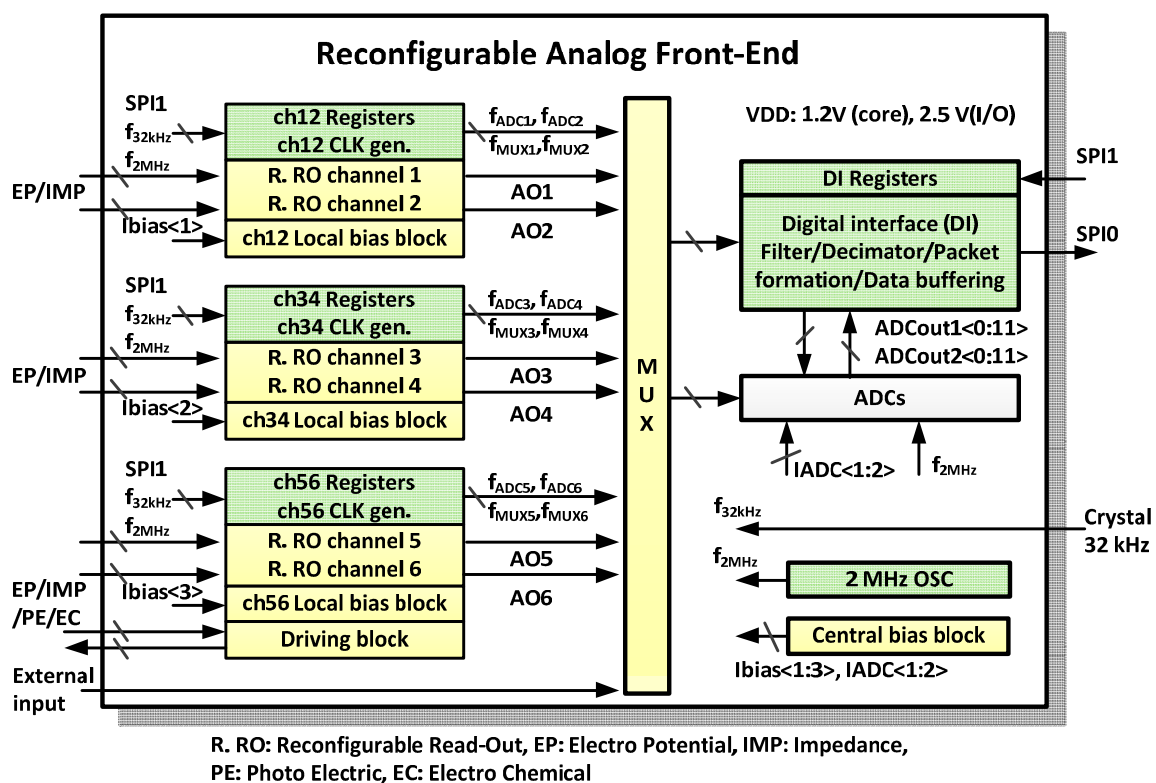 Reconfigurable Analog Front-End
VDD: 1.2V (core), 2.5 V(I/O)
SPI1
f32kHz
f2MHz
EP/IMP
Ibias<1>
ch12 Registers
ch12 CLK gen.
R. RO channel 1
R. RO channel 2
ch12 Local bias block
fADC1, fADC2
fMUX1,fMUX2
AO1
AO2
SPI1
f32kHz
f2MHz
EP/IMP
Ibias<2>
ch34 Registers
ch34 CLK gen.
R. RO channel 3
R. RO channel 4
ch34 Local bias block
fADC3, fADC4
fMUX3,fMUX4
AO3
AO4
SPI1
f32kHz
f2MHz
EP/IMP
/PE/EC
Ibias<3>
ch56 Registers
ch56 CLK gen.
R. RO channel 5
R. RO channel 6
ch56 Local bias block
Driving block
fADC5, fADC6
fMUX5,fMUX6
AO5
AO6
External
input
M
U
X
SPI1
DI Registers
Digital interface (DI)
Filter/Decimator/Packet
formation/Data buffering
SPI0
ADCout1<0:11>
ADCout2<0:11>
ADCs
IADC<1:2>
f2MHz
f32kHz
Crystal
32 kHz
f2MHz
2 MHz OSC
Central bias block
Ibias<1:3>, IADC<1:2>
R. RO: Reconfigurable Read-Out, EP: Electro Potential, IMP: Impedance,
PE: Photo Electric, EC: Electro Chemical